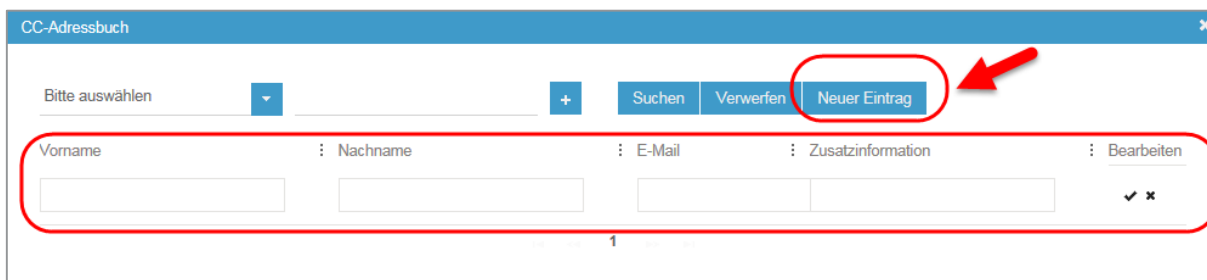 CC-Adressbuch
Bitte auswählen + Suchen Verwerfen Neuer Eintrag
Vorname Nachname E-Mail Zusatzinformation Bearbeiten
1